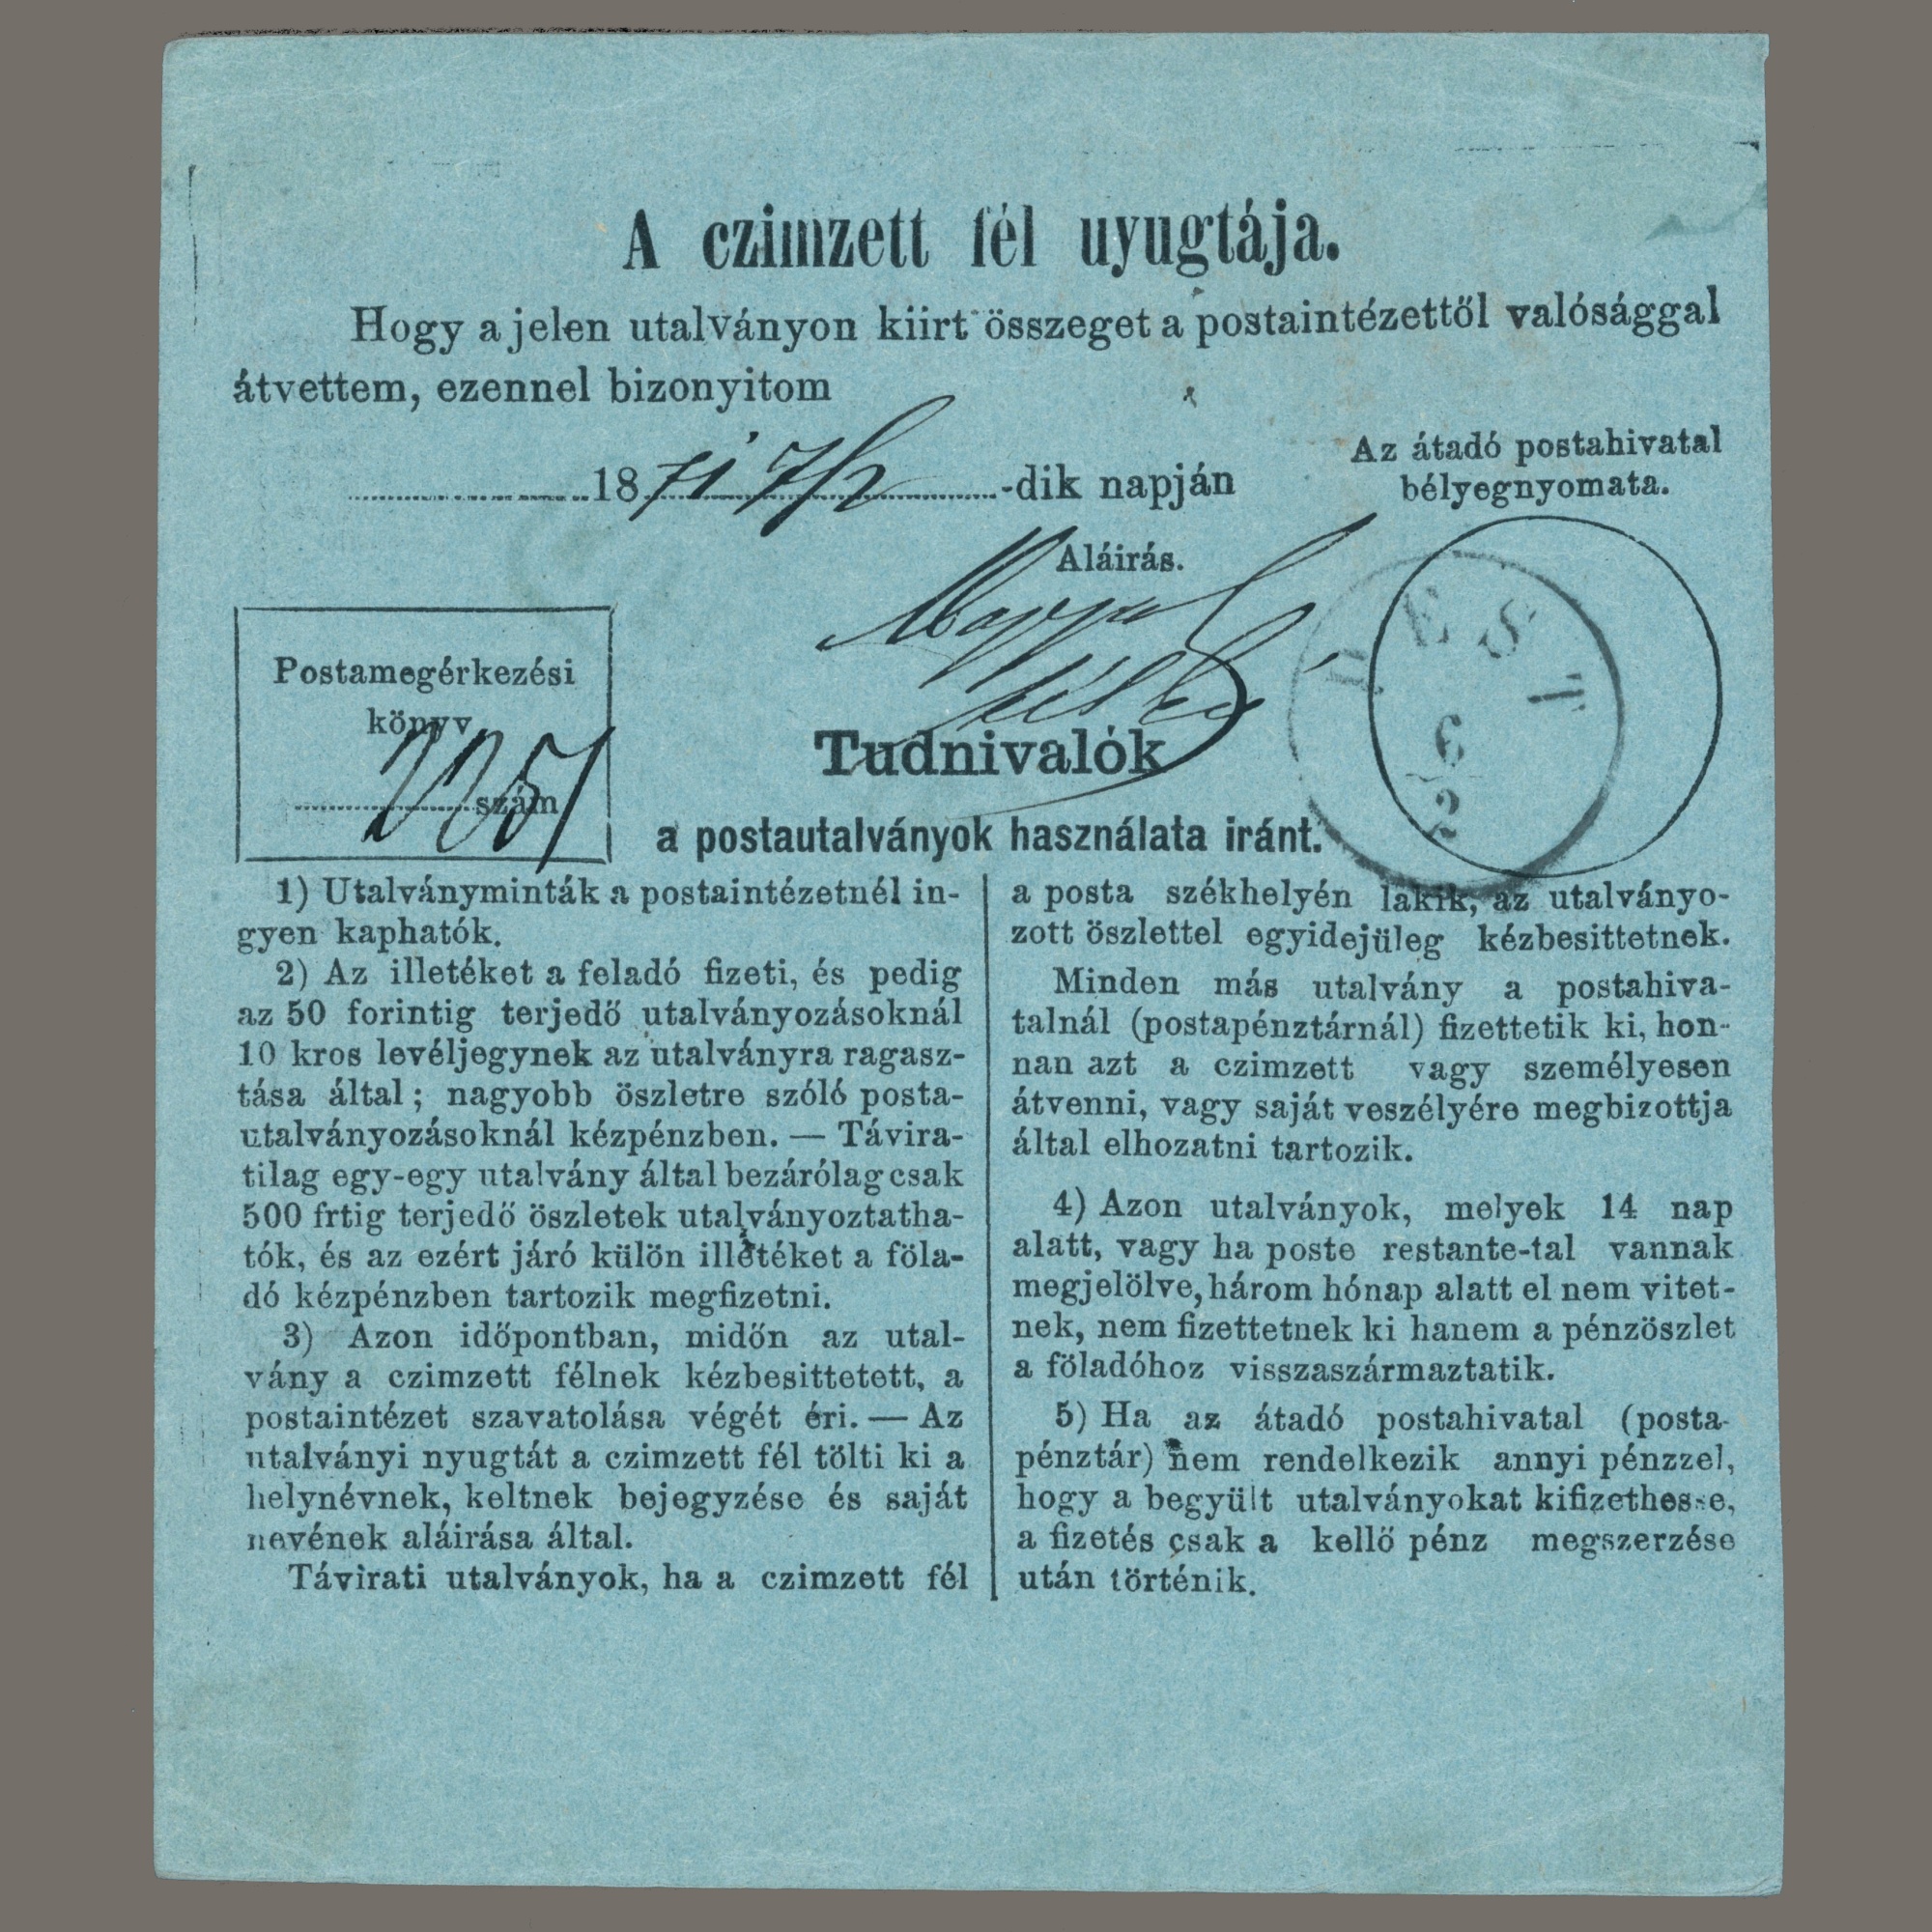 A czimzett fél uyugtája.
Hogy a jelen utalványon kiirt összeget a postaintézettől valósággal
átvettem, ezennel bizonyitom
1871 7/2 -dik napján
Az átadó postahivatal
bélyegnyomata.
Aláirás.
PEST
6
2
Postamegérkezési
könyv
2251 szám
Tudnivalók
a postautalványok használata iránt.
1) Utalványminták a postaintézetnél in-
gyen kaphatók.
2) Az illetéket a feladó fizeti, és pedig
az 50 forintig terjedő utalványozásoknál
10 kros levéljegynek az utalványra ragasz-
tása által; nagyobb öszletre szóló posta-
utalványozásoknál kézpénzben. — Távira-
tilag egy-egy utalvány által bezárólag csak
500 frtig terjedő öszletek utalványoztatha-
tók, és az ezért járó külön illetéket a föla-
dó kézpénzben tartozik megfizetni.
3) Azon időpontban, midőn az utal-
vány a czimzett félnek kézbesittetett, a
postaintézet szavatolása végét éri. — Az
utalványi nyugtát a czimzett fél tölti ki a
helynévnek, keltnek bejegyzése és saját
nevének aláirása által.
Távirati utalványok, ha a czimzett fél
a posta székhelyén lakik, az utalványo-
zott öszlettel egyidejüleg kézbesittetnek.
Minden más utalvány a postahiva-
talnál (postapénztárnál) fizettetik ki, hon-
nan azt a czimzett vagy személyesen
átvenni, vagy saját veszélyére megbizottja
által elhozatni tartozik.
4) Azon utalványok, melyek 14 nap
alatt, vagy ha poste restante-tal vannak
megjelölve, három hónap alatt el nem vitet-
nek, nem fizettetnek ki hanem a pénzöszlet
a föladóhoz visszaszármaztatik.
5) Ha az átadó postahivatal (posta-
pénztár) nem rendelkezik annyi pénzzel,
hogy a begyült utalványokat kifizethesse,
a fizetés csak a kellő pénz megszerzése
után történik.